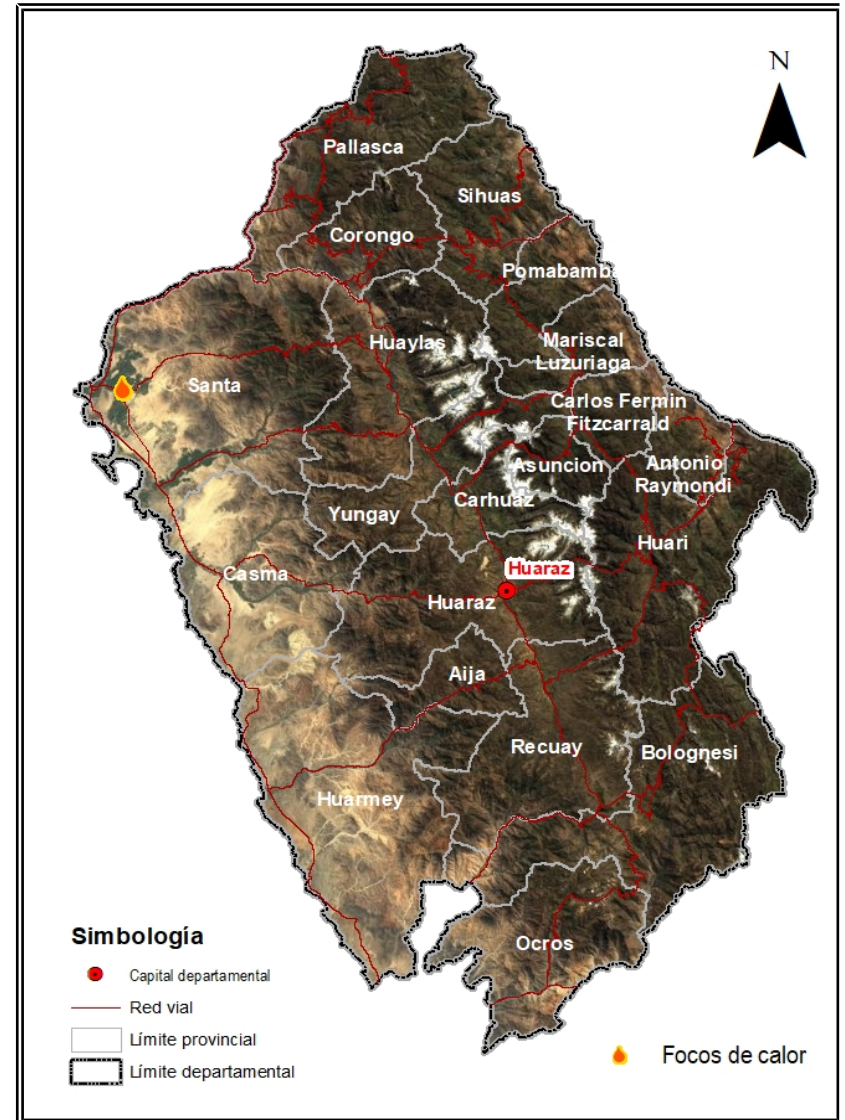 N
Pallasca
Sihuas
Corongo
Pomabamb
Huaylas
Mariscal
Luzuriaga
Santa
Carlos Fermin
Fitzcarrald
Asuncion
Antonio
Raymondi
Carhuaz
Yungay
Huari
Casma
Huaraz
Huaraz
Aija
Recuay
Bolognesi
Huarmey
Ocros
Simbología
Capital departamental
Red vial
Límite provincial
Límite departamental
Focos de calor